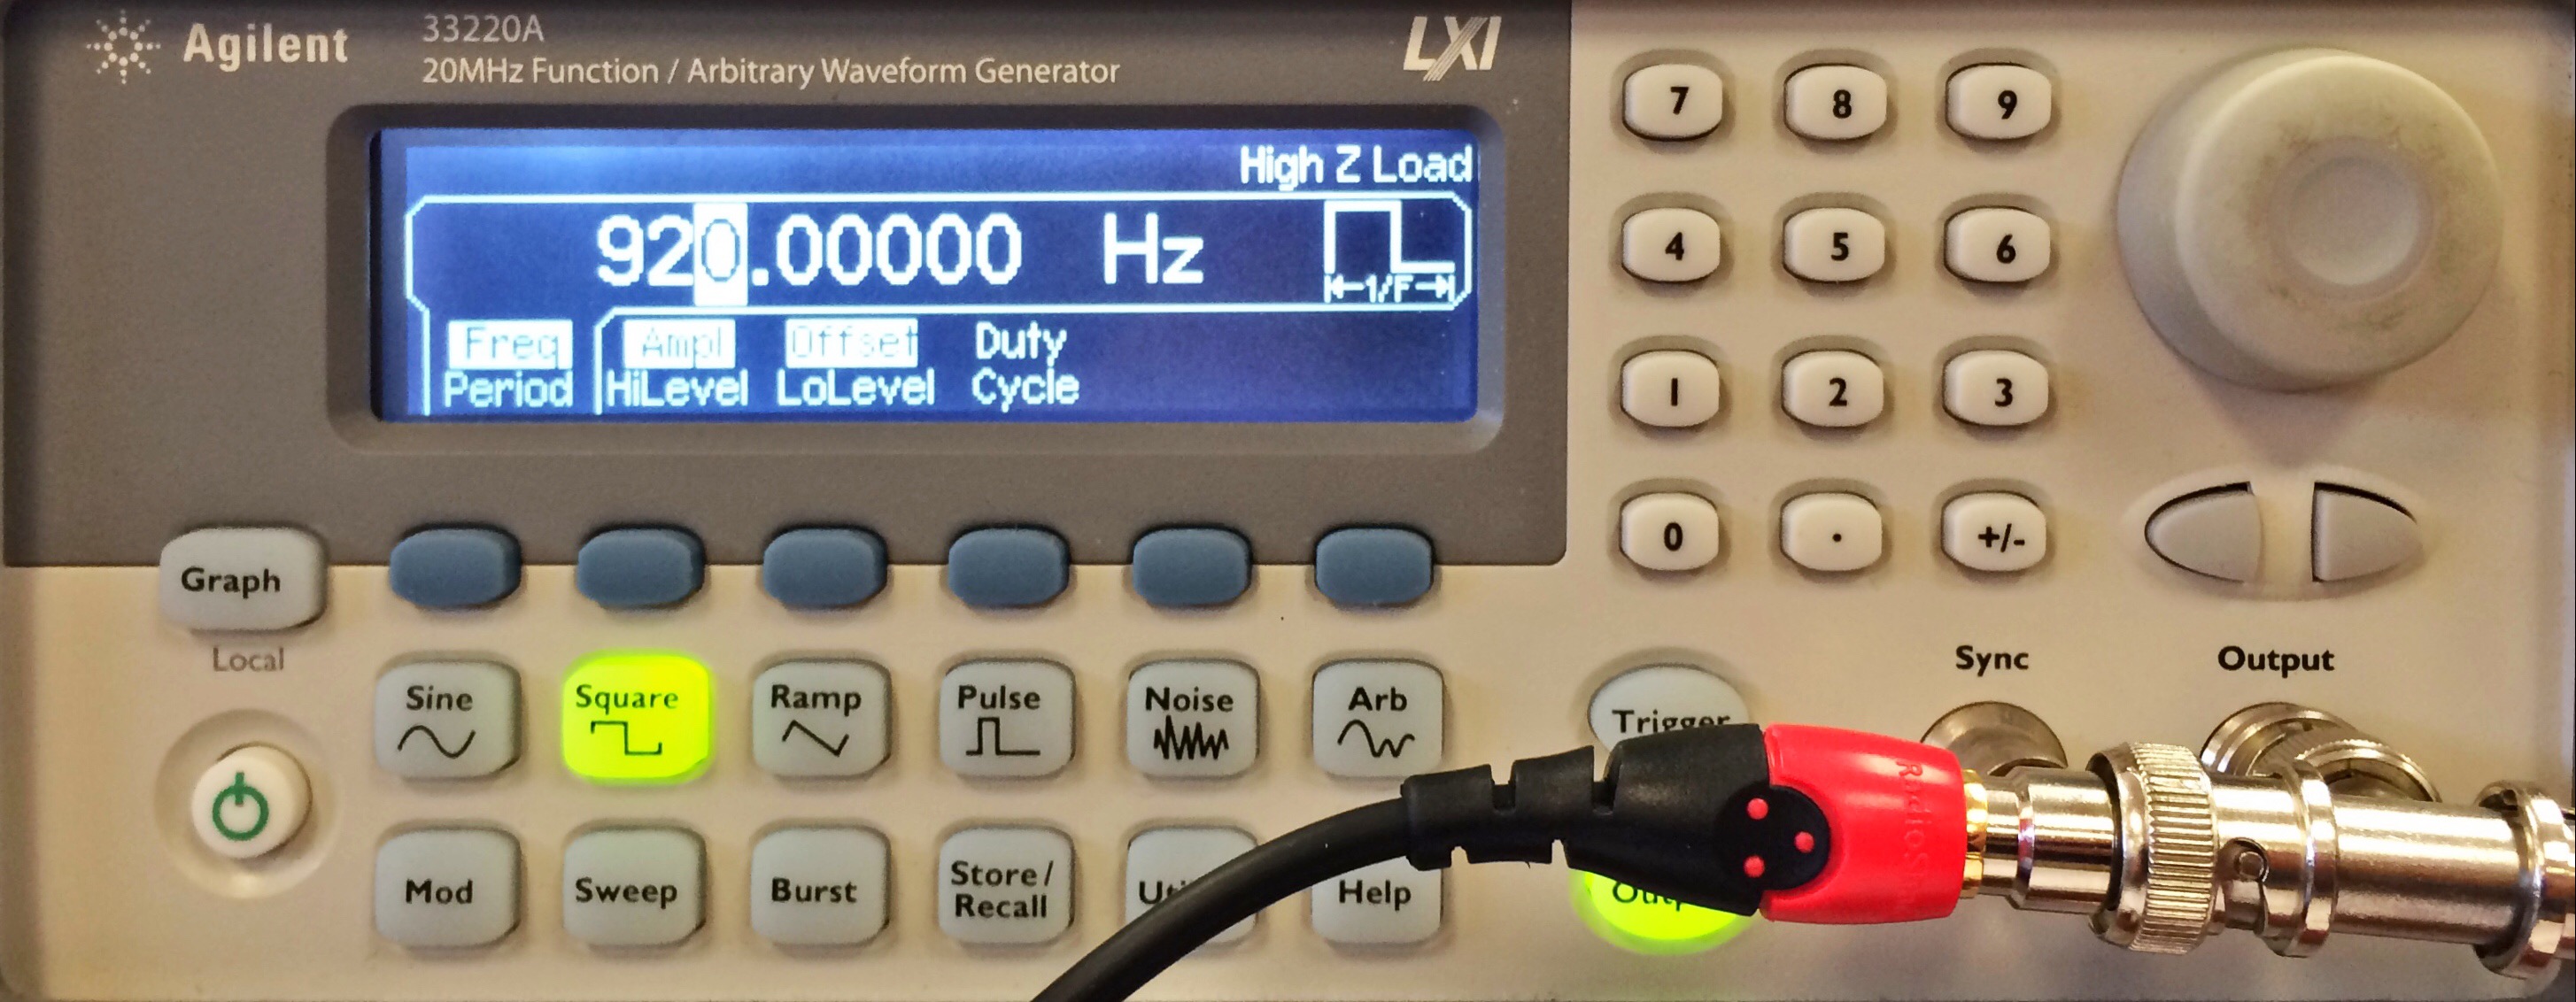 Agilent
33220A
20MHz Function / Arbitrary Waveform Generator
LXI
High Z Load
920.00000 Hz
1/F
Freq Ampl Offset Duty
Period HiLevel LoLevel Cycle
7 8 9
4 5 6
1 2 3
0 . +/-
Graph
Local
Sine Square Ramp Pulse Noise Arb
Trigger
Sync Output
Mod Sweep Burst Store/
Recall
Help